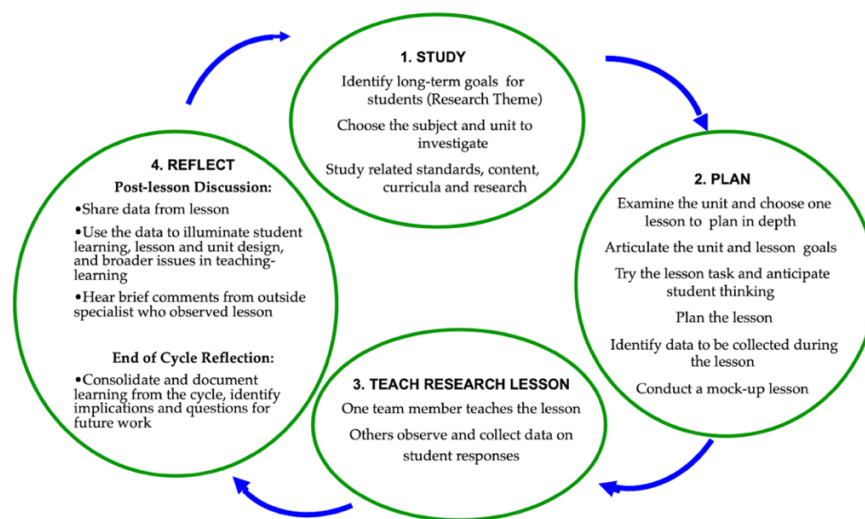 1. STUDY
Identify long-term goals for
students (Research Theme)
Choose the subject and unit to
investigate
Study related standards, content,
curricula and research
2. PLAN
Examine the unit and choose one
lesson to plan in depth
Articulate the unit and lesson goals
Try the lesson task and anticipate
student thinking
Plan the lesson
Identify data to be collected during
the lesson
Conduct a mock-up lesson
3. TEACH RESEARCH LESSON
One team member teaches the lesson
Others observe and collect data on
student responses
4. REFLECT
Post-lesson Discussion:
•Share data from lesson
•Use the data to illuminate student
learning, lesson and unit design,
and broader issues in teaching-
learning
•Hear brief comments from outside
specialist who observed lesson
End of Cycle Reflection:
•Consolidate and document
learning from the cycle, identify
implications and questions for
future work